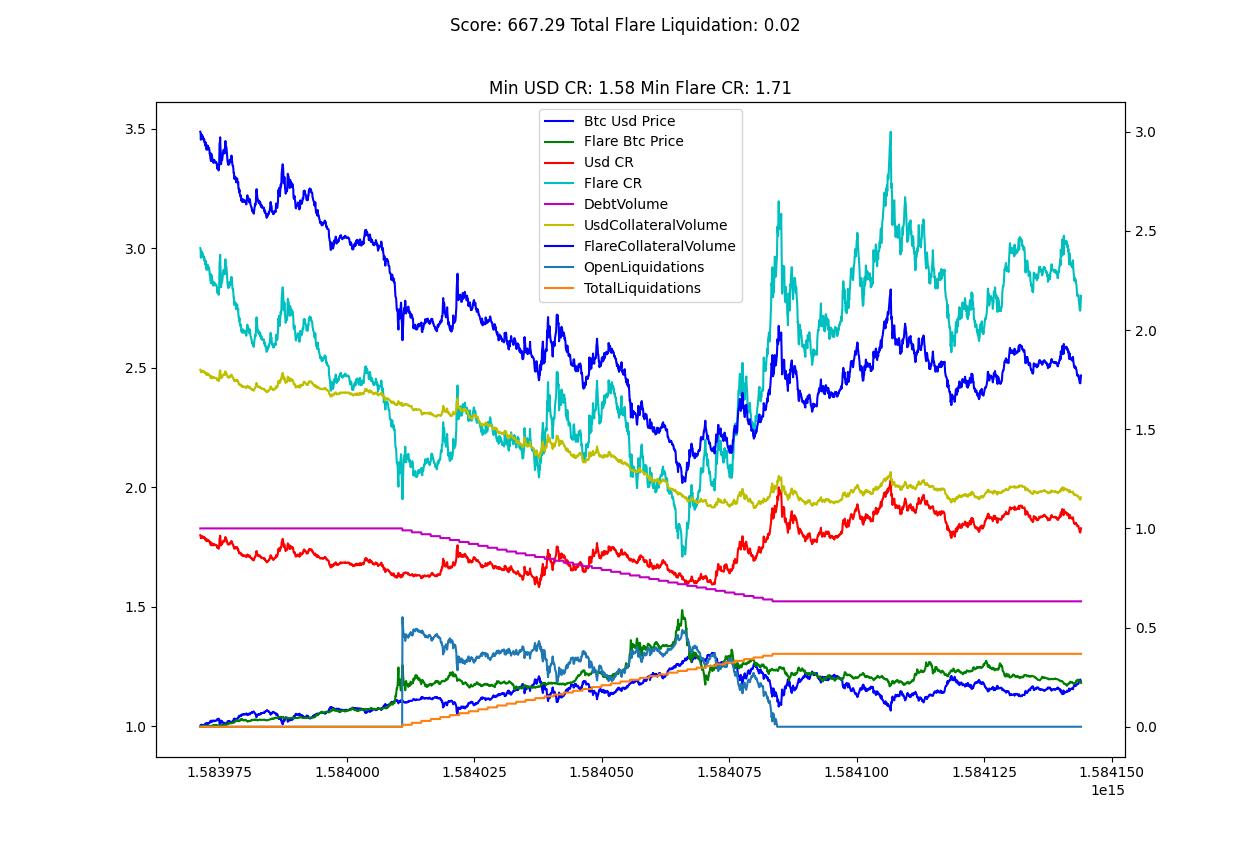 Score: 667.29 Total Flare Liquidation: 0.02
Min USD CR: 1.58 Min Flare CR: 1.71
Btc Usd Price
Flare Btc Price
Usd CR
Flare CR
DebtVolume
UsdCollateralVolume
FlareCollateralVolume
OpenLiquidations
TotalLiquidations
3.5
3.0
2.5
2.0
1.5
1.0
3.0
2.5
2.0
1.5
1.0
0.5
0.0
1.583975 1.584000 1.584025 1.584050 1.584075 1.584100 1.584125 1.584150
1e15